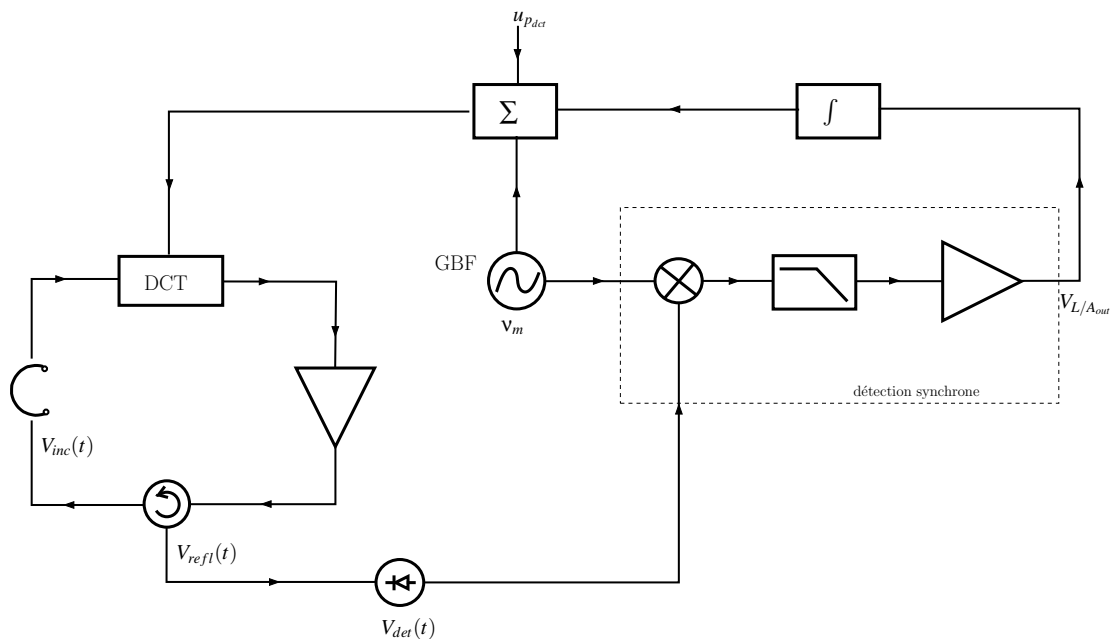 u_{p_{dct}}
Σ
∫
DCT
GBF
ν_m
V_{L/A_{out}}
détection synchrone
V_{inc}(t)
V_{refl}(t)
V_{det}(t)